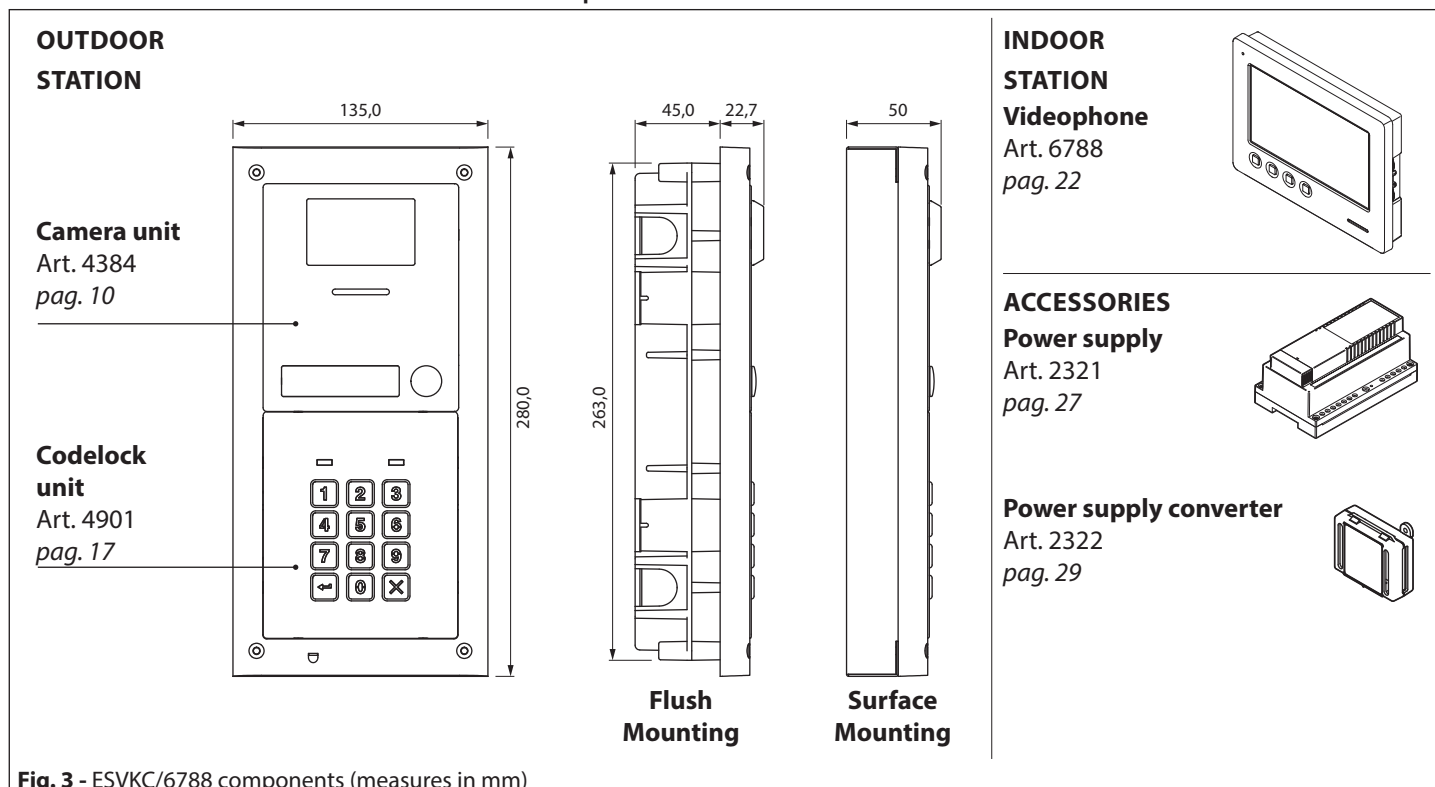 OUTDOOR
STATION
135,0
45,0
22,7
50
Camera unit
Art. 4384
pag. 10
280,0
263,0
Codelock
unit
Art. 4901
pag. 17
1 2 3
4 5 6
7 8 9
0
Flush
Mounting
Surface
Mounting
INDOOR
STATION
Videophone
Art. 6788
pag. 22
ACCESSORIES
Power supply
Art. 2321
pag. 27
Power supply converter
Art. 2322
pag. 29
Fig. 3 - ESVKC/6788 components (measures in mm)